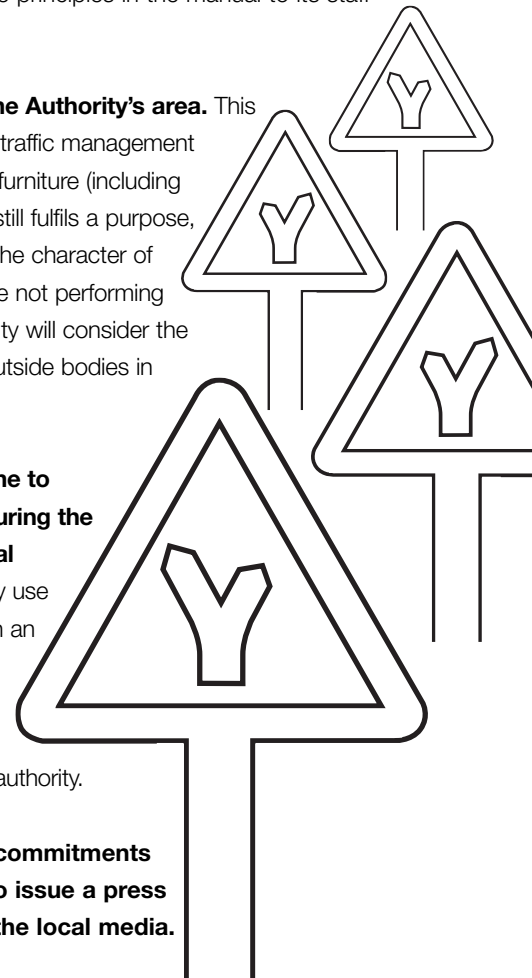 principles in the manual to its staff
ne Authority's area. This
traffic management
furniture (including
still fulfils a purpose,
he character of
e not performing
ty will consider the
utside bodies in
ne to
uring the
al
y use
n an
authority.
commitments
o issue a press
the local media.